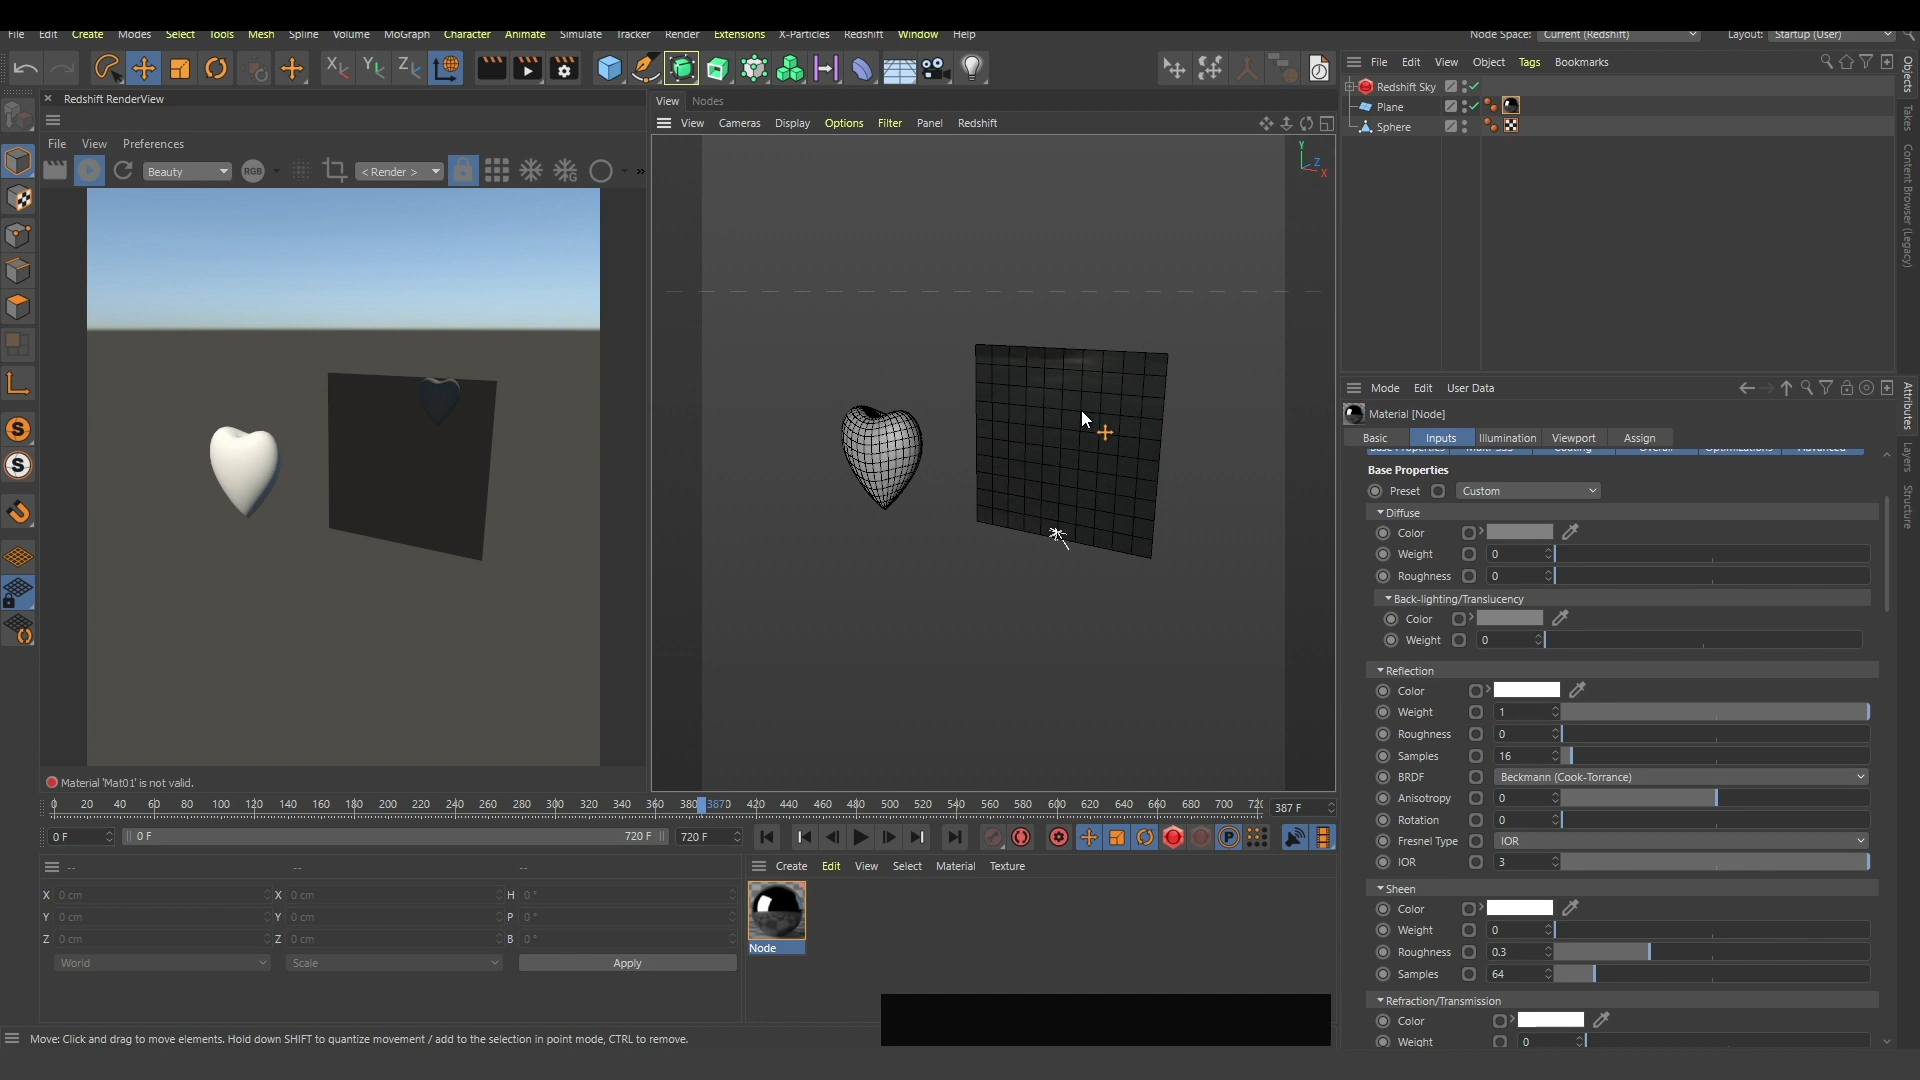 File Edit Create Modes Select Tools Mesh Spline Volume MoGraph Character Animate Simulate Tracker Render Extensions X-Particles Redshift Window Help Node Space: Current (Redshift) Layout: Startup (User)
Redshift RenderView
File View Preferences
Beauty RGB < Render > »
Material 'Mat01' is not valid.
View Nodes
View Cameras Display Options Filter Panel Redshift
Y Z X
File Edit View Object Tags Bookmarks
Redshift Sky
Plane
Sphere
Objects
Takes
Content Browser (Legacy)
Mode Edit User Data
Material [Node]
Basic Inputs Illumination Viewport Assign
Base Properties Multi-SSS Coating Overall Optimizations Advanced
Base Properties
Preset Custom
Diffuse
Color
Weight 0
Roughness 0
Back-lighting/Translucency
Color
Weight 0
Reflection
Color
Weight 1
Roughness 0
Samples 16
BRDF Beckmann (Cook-Torrance)
Anisotropy 0
Rotation 0
Fresnel Type IOR
IOR 3
Sheen
Color
Weight 0
Roughness 0.3
Samples 64
Refraction/Transmission
Color
Weight 0
Attributes
Layers
Structure
0 20 40 60 80 100 120 140 160 180 200 220 240 260 280 300 320 340 360 380 387 420 440 460 480 500 520 540 560 580 600 620 640 660 680 700 387 F
0 F 0 F 720 F 720 F
-- -- --
X 0 cm X 0 cm H 0 °
Y 0 cm Y 0 cm P 0 °
Z 0 cm Z 0 cm B 0 °
World Scale Apply
Create Edit View Select Material Texture
Node
Move: Click and drag to move elements. Hold down SHIFT to quantize movement / add to the selection in point mode, CTRL to remove.